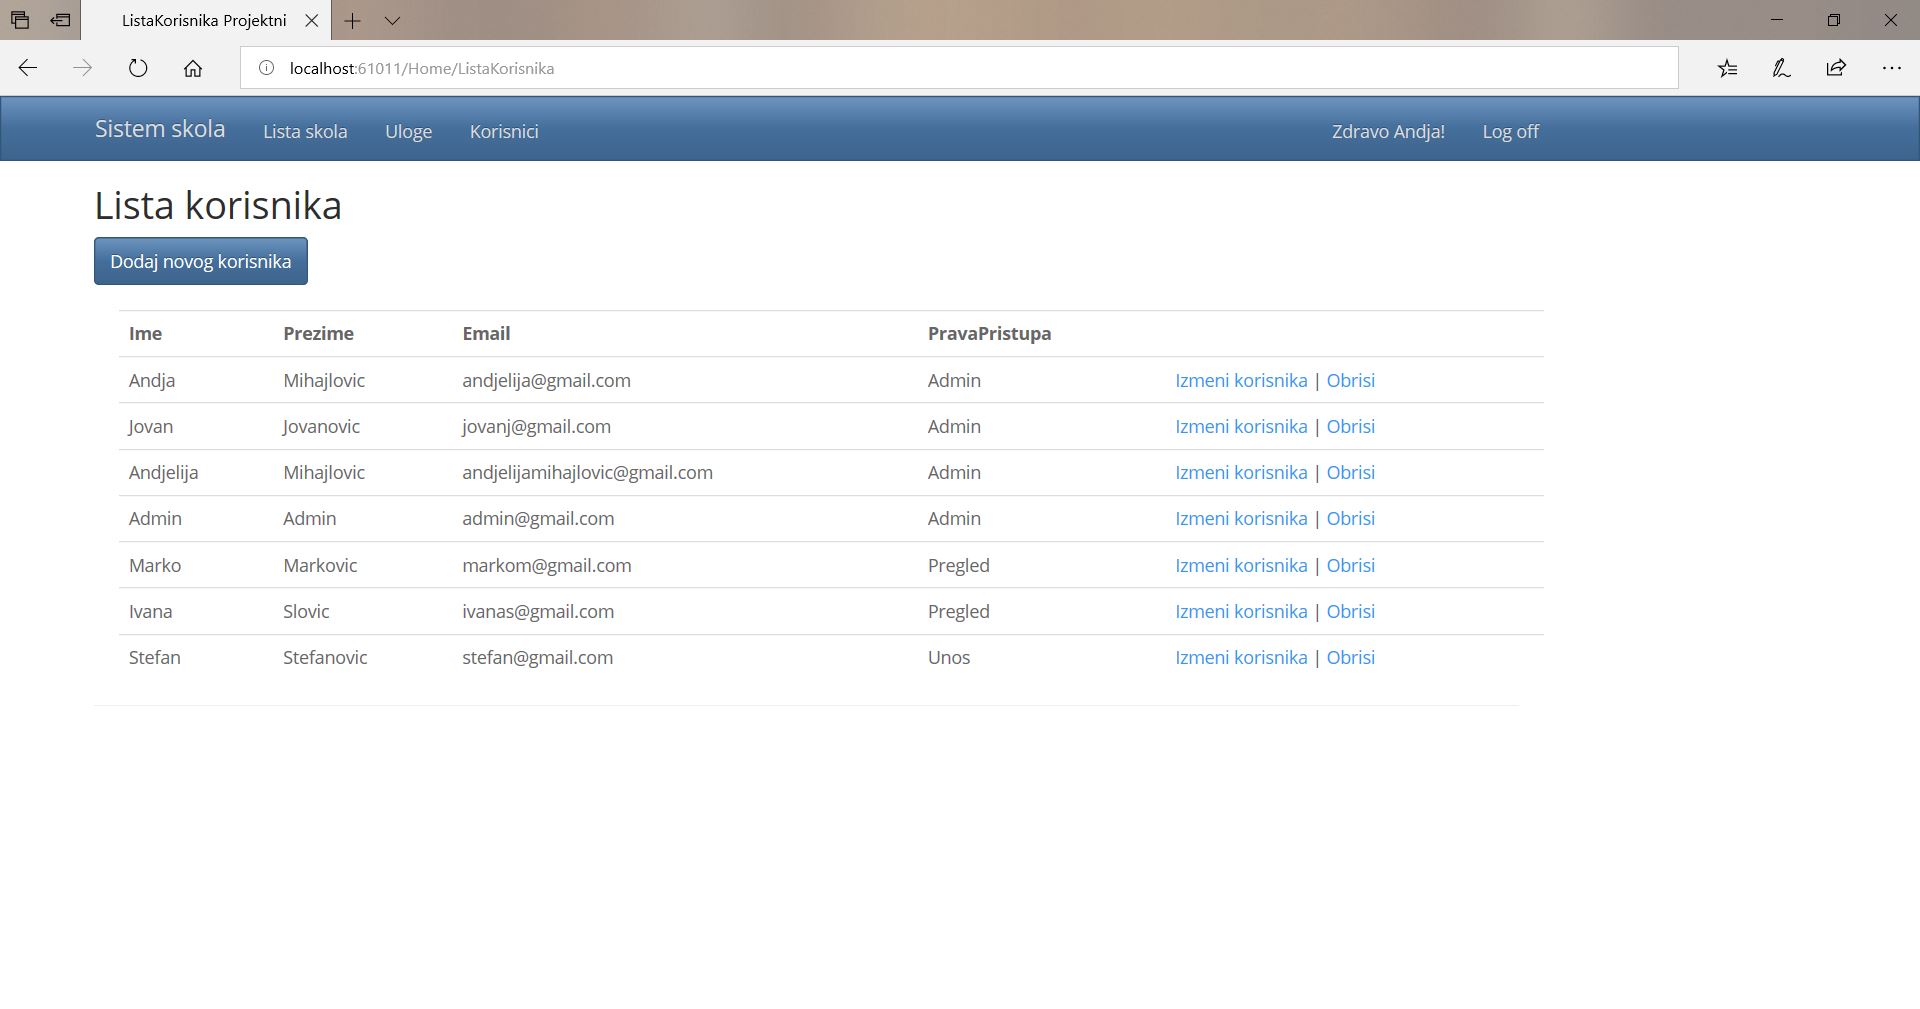 ListaKorisnika Projektni
localhost:61011/Home/ListaKorisnika
Sistem skola Lista skola Uloge Korisnici Zdravo Andja! Log off
Lista korisnika
Dodaj novog korisnika
Ime Prezime Email PravaPristupa
Andja Mihajlovic andjelija@gmail.com Admin Izmeni korisnika | Obrisi
Jovan Jovanovic jovanj@gmail.com Admin Izmeni korisnika | Obrisi
Andjelija Mihajlovic andjelijamihajlovic@gmail.com Admin Izmeni korisnika | Obrisi
Admin Admin admin@gmail.com Admin Izmeni korisnika | Obrisi
Marko Markovic markom@gmail.com Pregled Izmeni korisnika | Obrisi
Ivana Slovic ivanas@gmail.com Pregled Izmeni korisnika | Obrisi
Stefan Stefanovic stefan@gmail.com Unos Izmeni korisnika | Obrisi